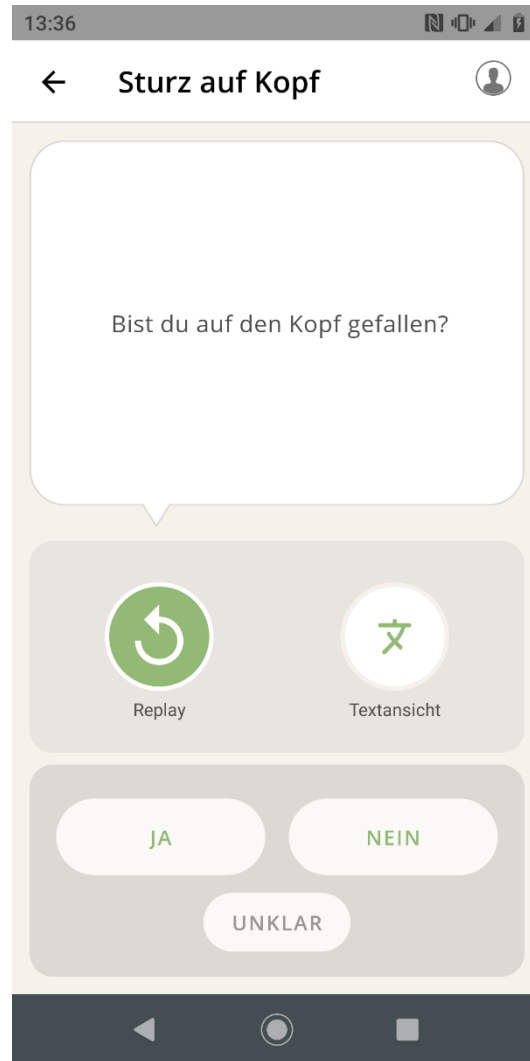 13:36
Sturz auf Kopf
Bist du auf den Kopf gefallen?
Replay
Textansicht
JA
NEIN
UNKLAR